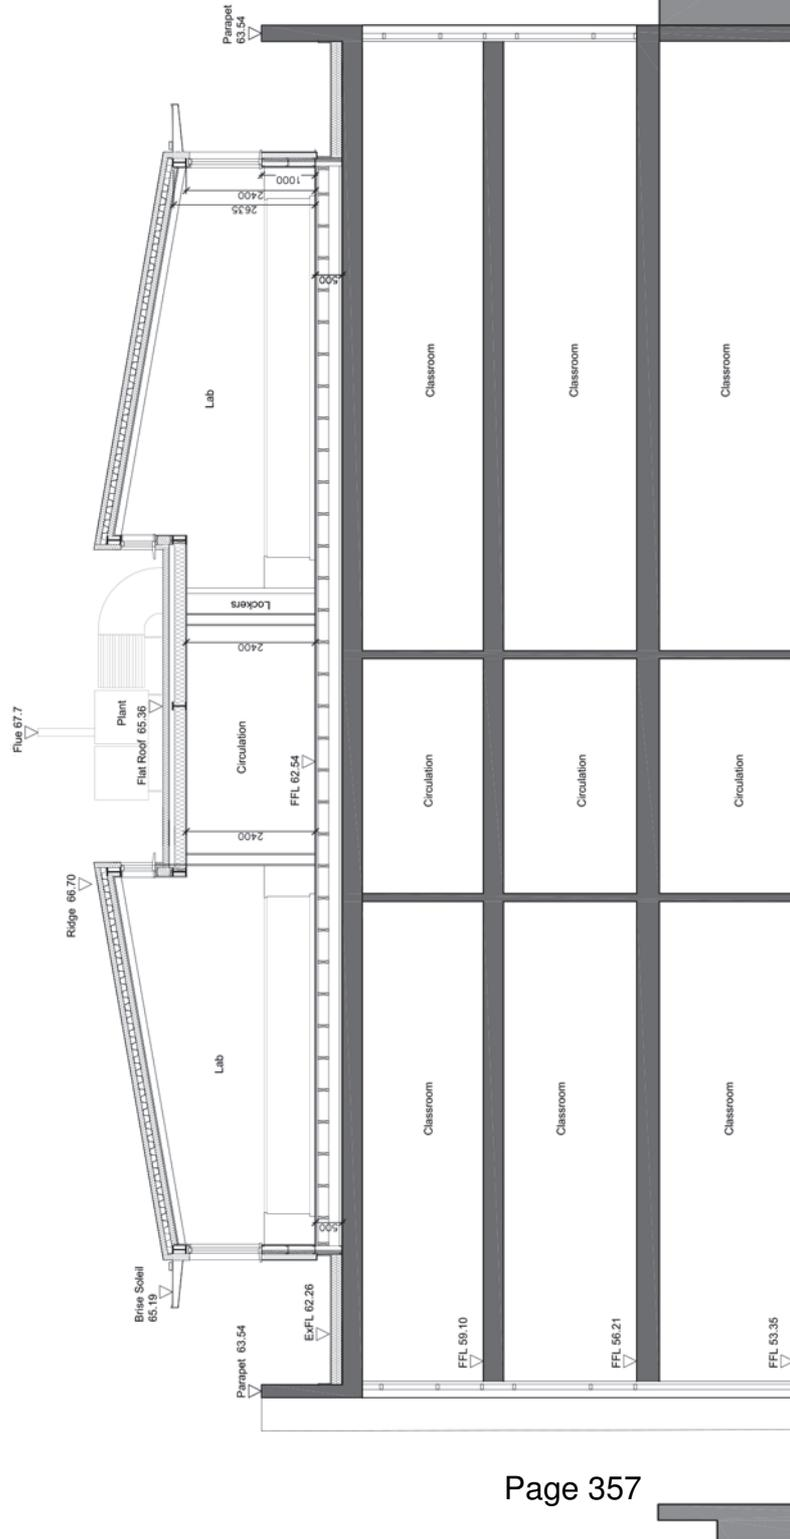 Flue 67.7
Ridge 66.70
Plant
Flat Roof 65.36
Brise Soleil
65.19
Parapet 63.54
Parapet
63.54
ExFL 62.26
FFL 62.54
Lab
Circulation
Lab
Lockers
2400
2400
2400
2635
1000
500
500
Classroom
Circulation
Classroom
FFL 59.10
Classroom
Circulation
Classroom
FFL 56.21
Classroom
Circulation
Classroom
FFL 53.35
Page 357